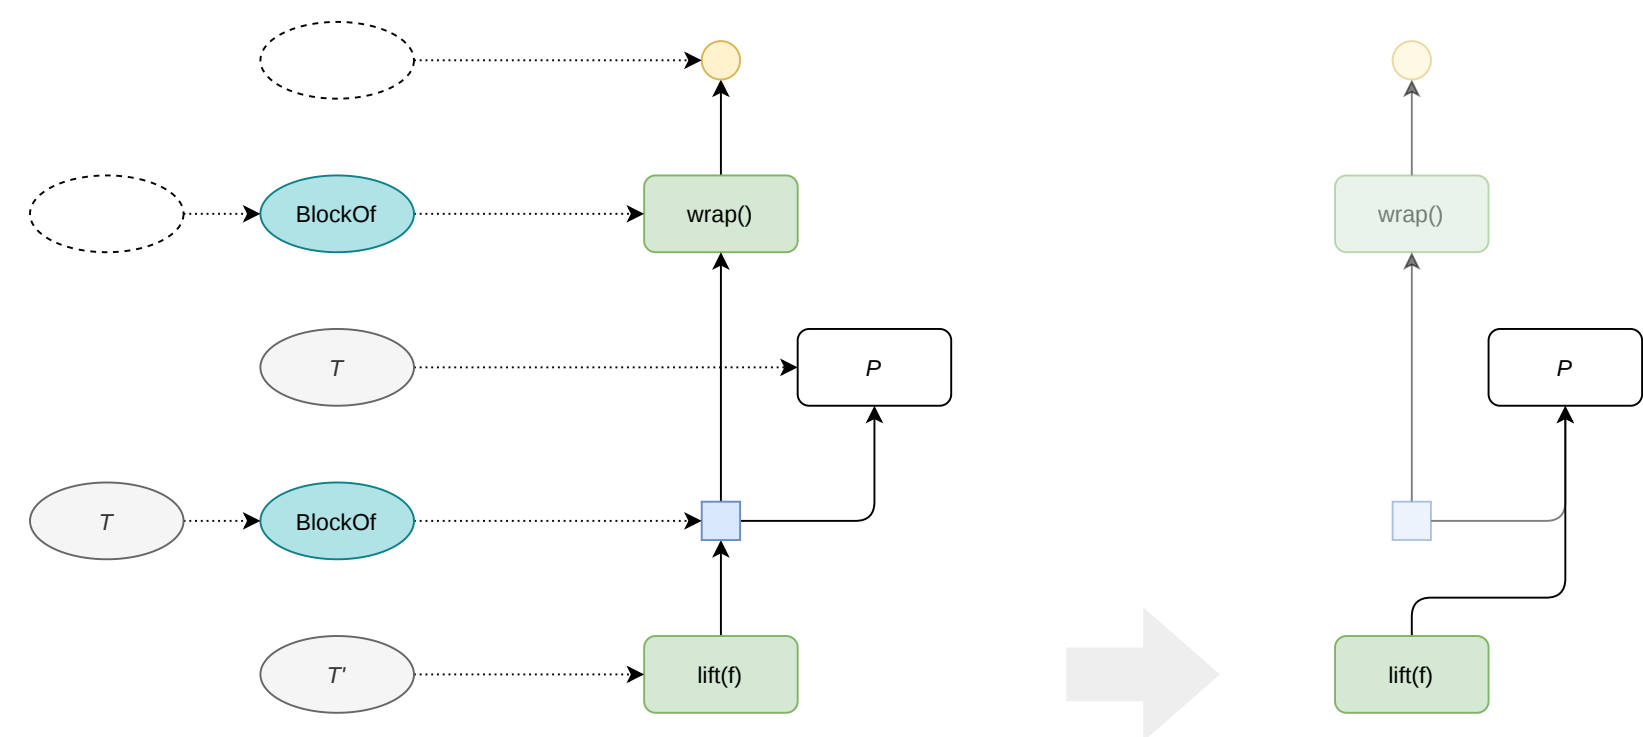 BlockOf
wrap()
wrap()
T
P
P
T
BlockOf
T'
lift(f)
lift(f)